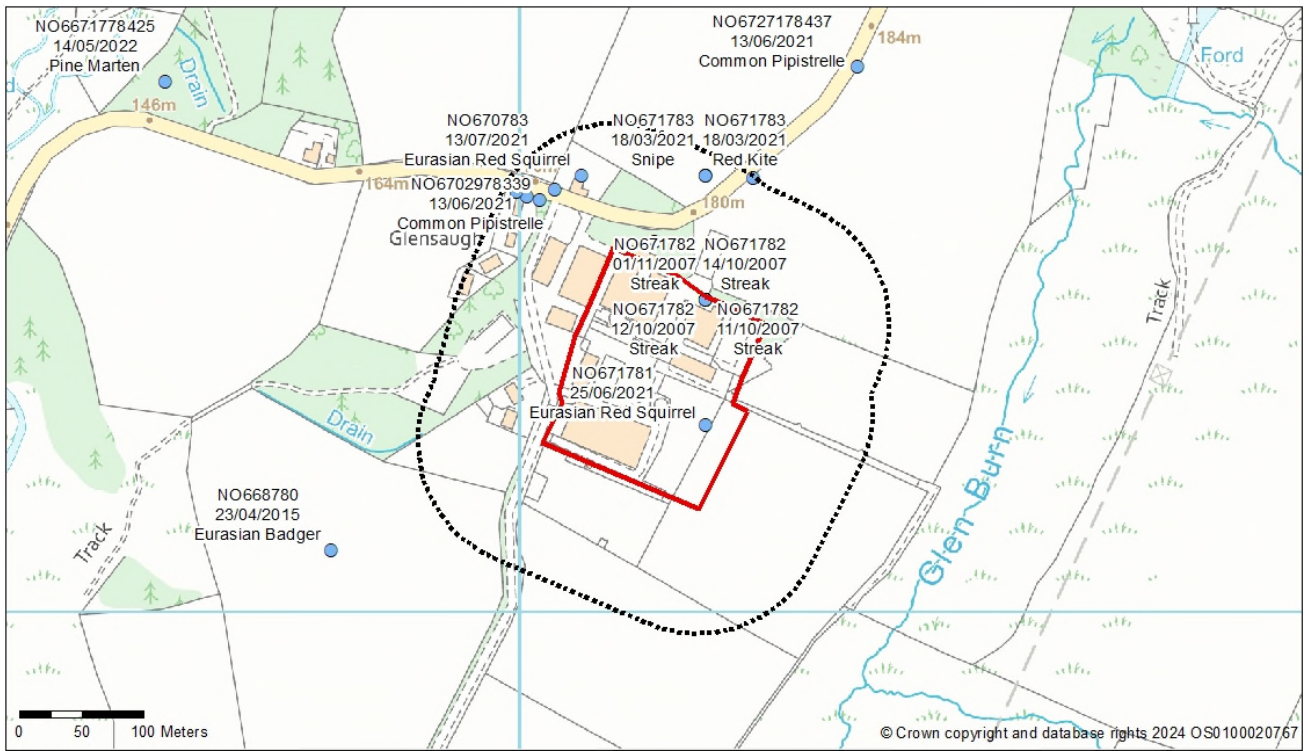 NO6671778425
14/05/2022
Pine Marten
Drain
146m
NO6727178437
13/06/2021
Common Pipistrelle
184m
Ford
NO670783
13/07/2021
Eurasian Red Squirrel
NO671783
18/03/2021
Snipe
NO671783
18/03/2021
Red Kite
164m
NO6702978339
13/06/2021
Common Pipistrelle
180m
Glensaugh
NO671782
01/11/2007
Streak
NO671782
14/10/2007
Streak
NO671782
12/10/2007
Streak
NO671782
11/10/2007
Streak
Track
NO671781
25/06/2021
Eurasian Red Squirrel
Drain
NO668780
23/04/2015
Eurasian Badger
Track
Glen Burn
0 50 100 Meters
© Crown copyright and database rights 2024 OS0100020767